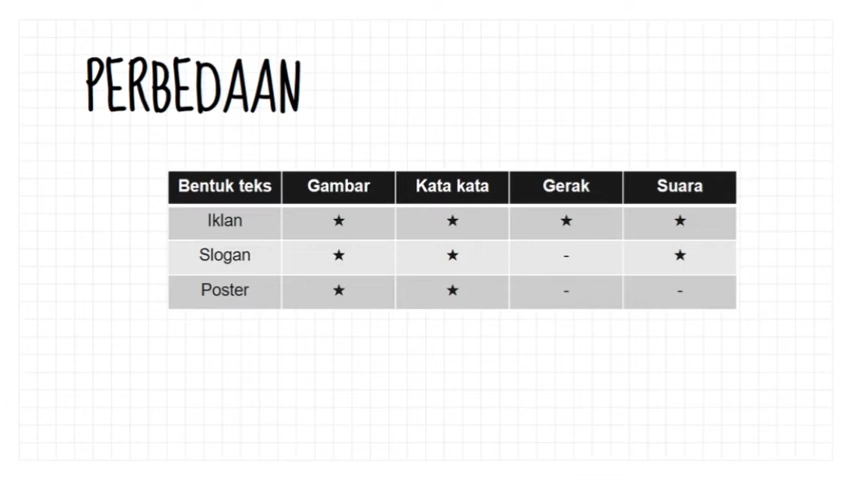 PERBEDAAN
Bentuk teks Gambar Kata kata Gerak Suara
Iklan ★ ★ ★ ★
Slogan ★ ★ - ★
Poster ★ ★ - -